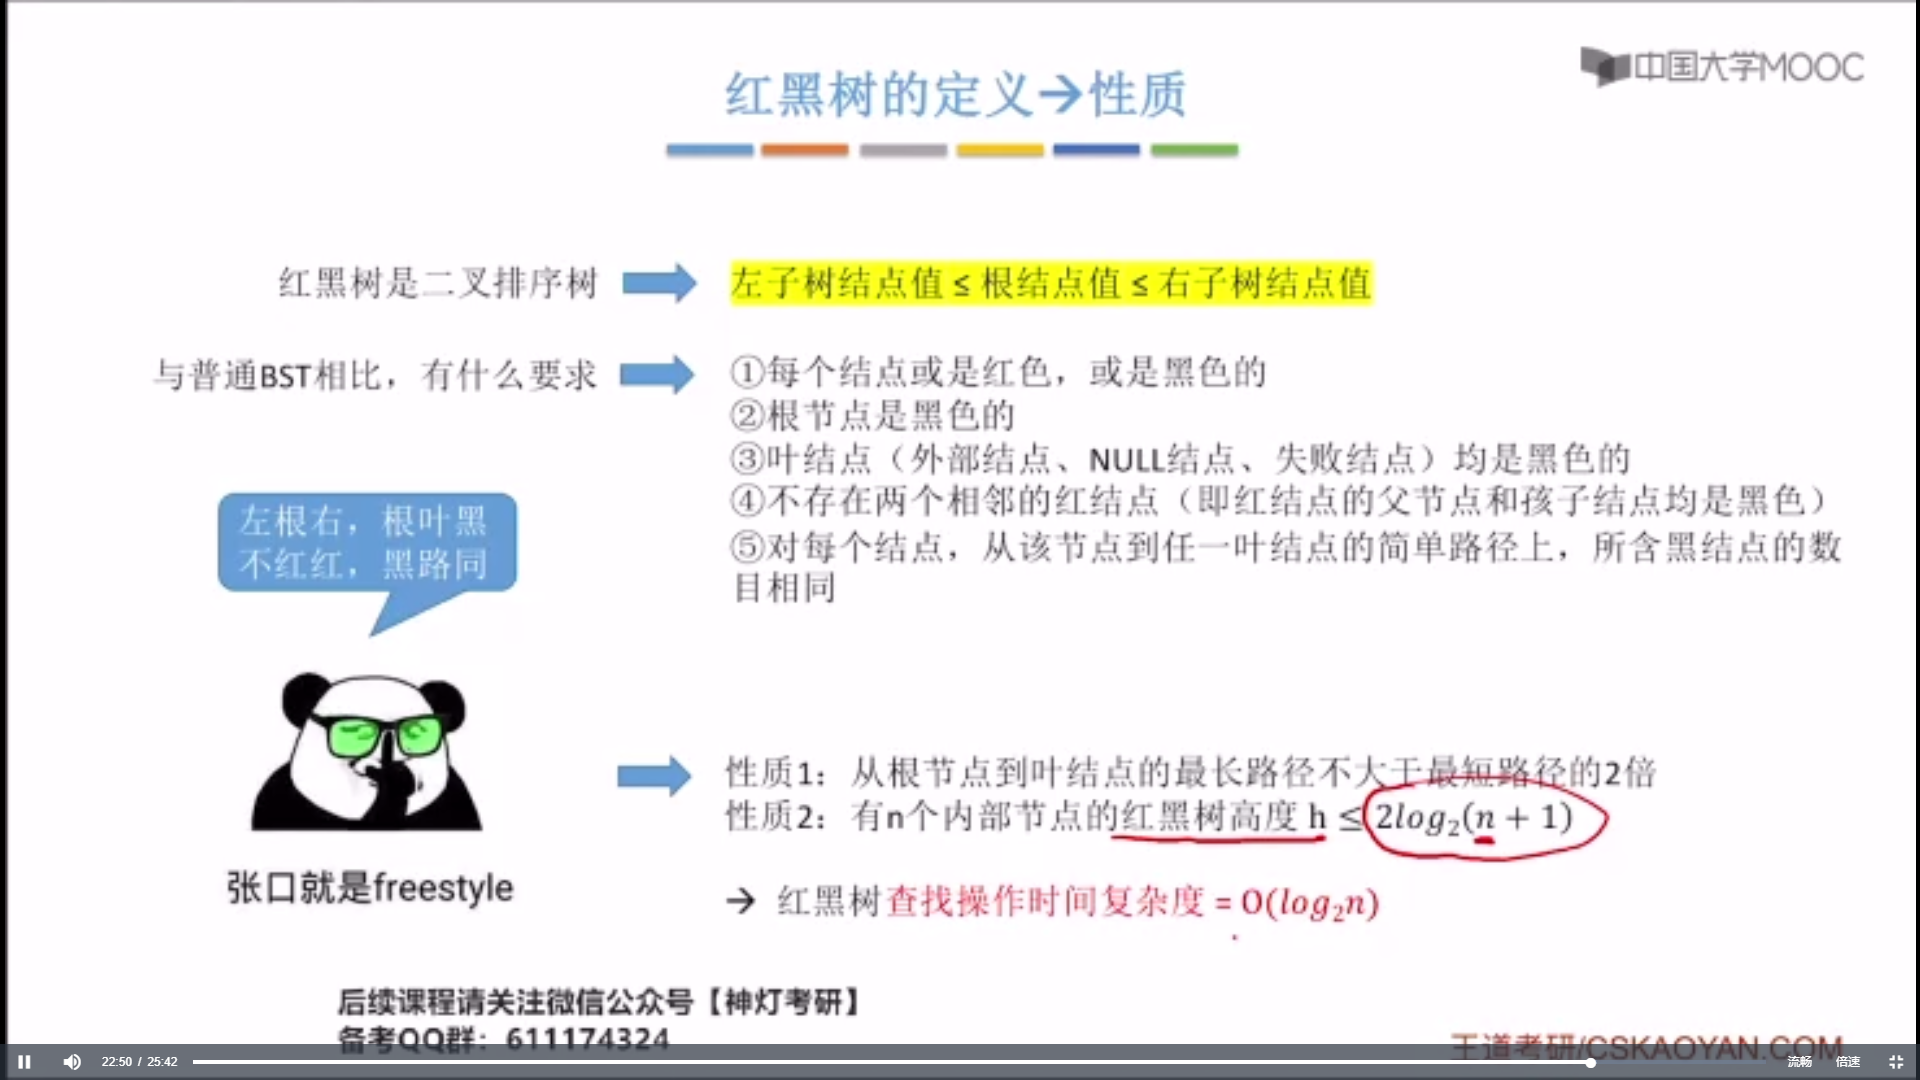 红黑树的定义→性质
中国大学MOOC
红黑树是二叉排序树
左子树结点值 ≤ 根结点值 ≤ 右子树结点值
与普通BST相比，有什么要求
①每个结点或是红色，或是黑色的
②根节点是黑色的
③叶结点（外部结点、NULL结点、失败结点）均是黑色的
④不存在两个相邻的红结点（即红结点的父节点和孩子结点均是黑色）
⑤对每个结点，从该节点到任一叶结点的简单路径上，所含黑结点的数
目相同
左根右，根叶黑
不红红，黑路同
张口就是freestyle
性质1：从根节点到叶结点的最长路径不大于最短路径的2倍
性质2：有n个内部节点的红黑树高度 h ≤ 2log₂(n + 1)
→ 红黑树查找操作时间复杂度 = O(log₂n)
后续课程请关注微信公众号【神灯考研】
备考QQ群：611174324
王道考研/CSKAOYAN.COM
22:50 / 25:42
流畅
倍速